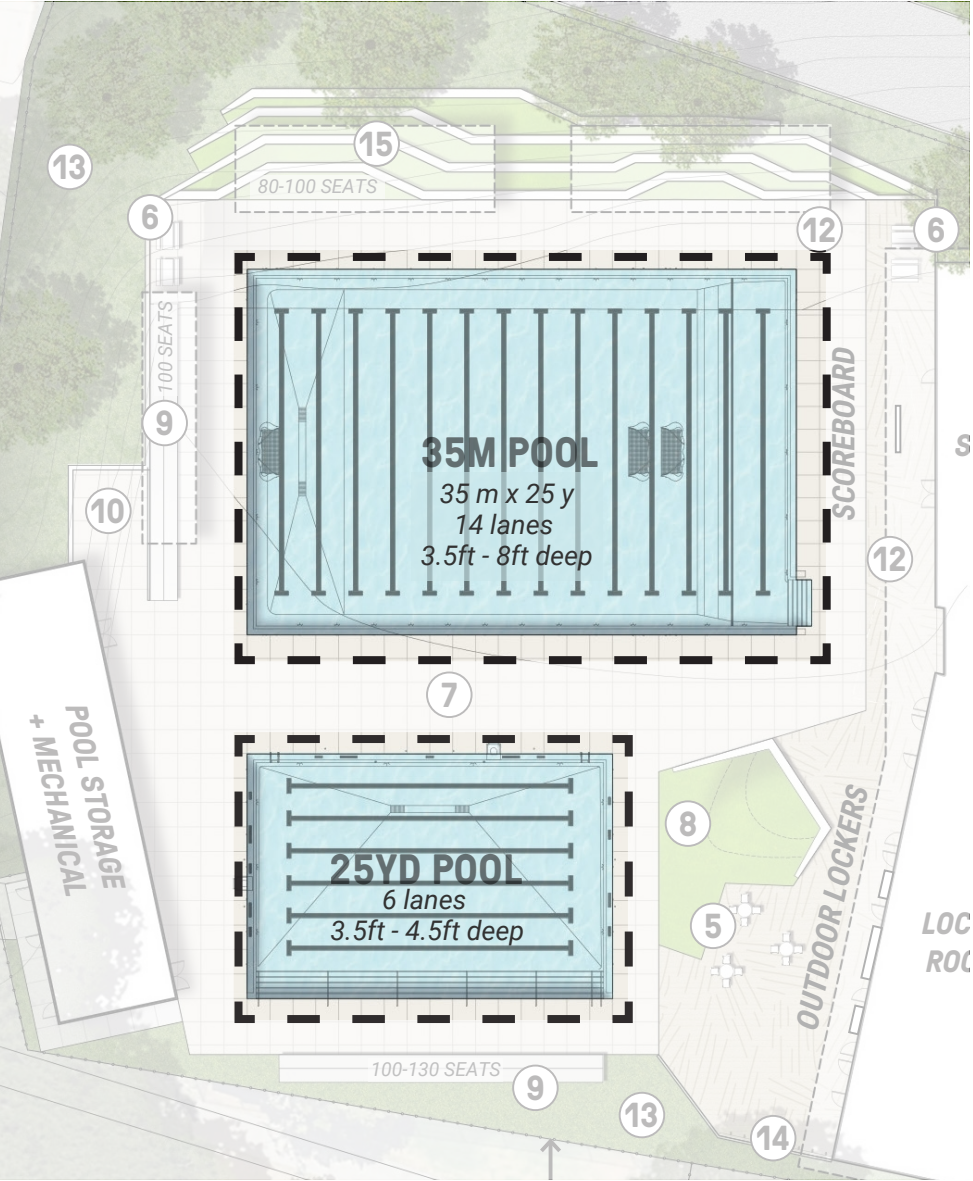 15
13
80-100 SEATS
6
12
6
100 SEATS
9
35M POOL
35 m x 25 y
14 lanes
3.5ft - 8ft deep
SCOREBOARD
S
10
12
7
POOL STORAGE
+ MECHANICAL
8
25YD POOL
6 lanes
3.5ft - 4.5ft deep
5
OUTDOOR LOCKERS
LOC
ROO
100-130 SEATS
9
13
14